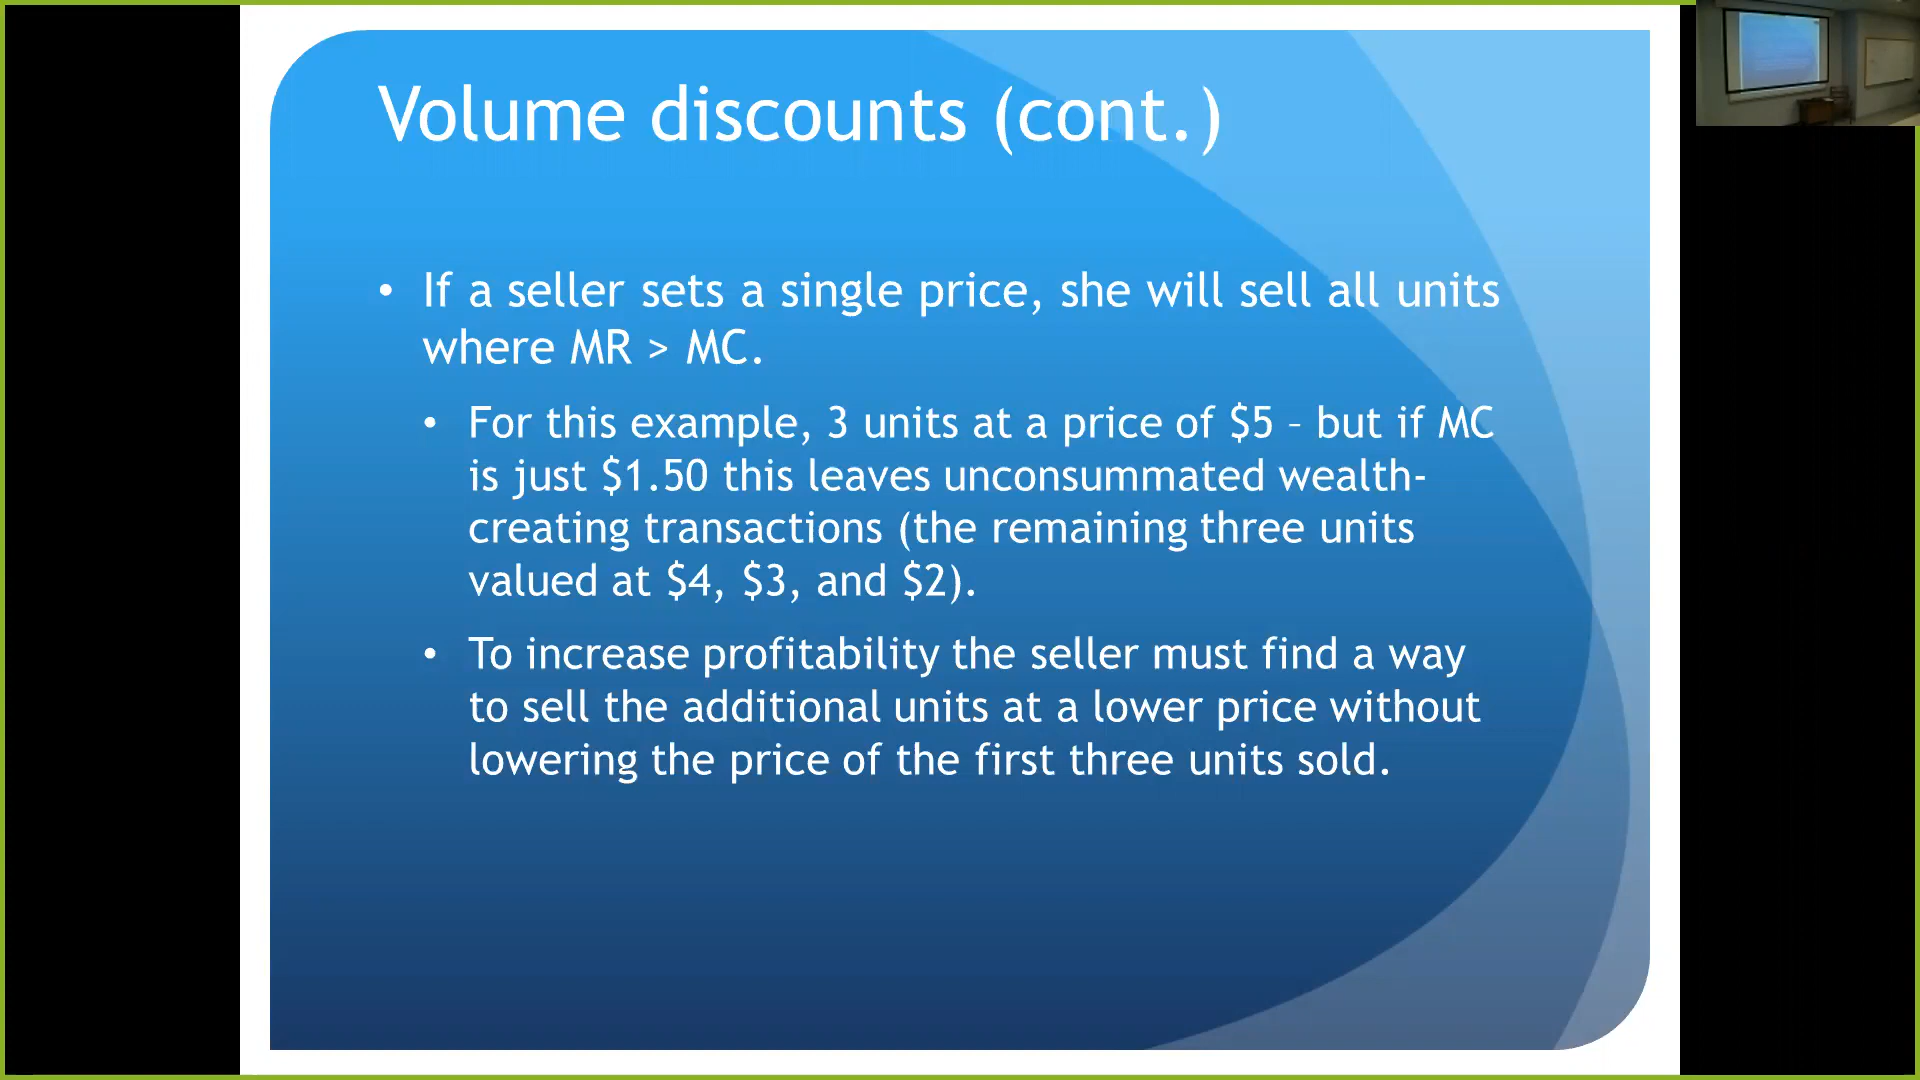 Volume discounts (cont.)
• If a seller sets a single price, she will sell all units
where MR > MC.
• For this example, 3 units at a price of $5 – but if MC
is just $1.50 this leaves unconsummated wealth-
creating transactions (the remaining three units
valued at $4, $3, and $2).
• To increase profitability the seller must find a way
to sell the additional units at a lower price without
lowering the price of the first three units sold.